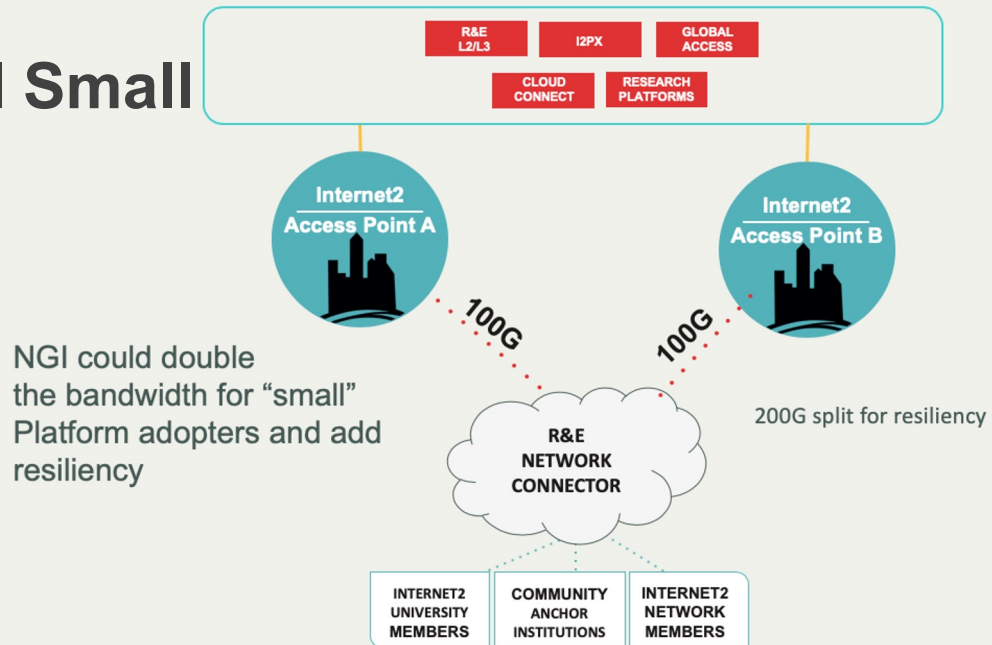 Small
R&E
L2/L3
I2PX
GLOBAL
ACCESS
CLOUD
CONNECT
RESEARCH
PLATFORMS
Internet2
Access Point A
Internet2
Access Point B
100G
100G
NGI could double
the bandwidth for “small”
Platform adopters and add
resiliency
200G split for resiliency
R&E
NETWORK
CONNECTOR
INTERNET2
UNIVERSITY
MEMBERS
COMMUNITY
ANCHOR
INSTITUTIONS
INTERNET2
NETWORK
MEMBERS